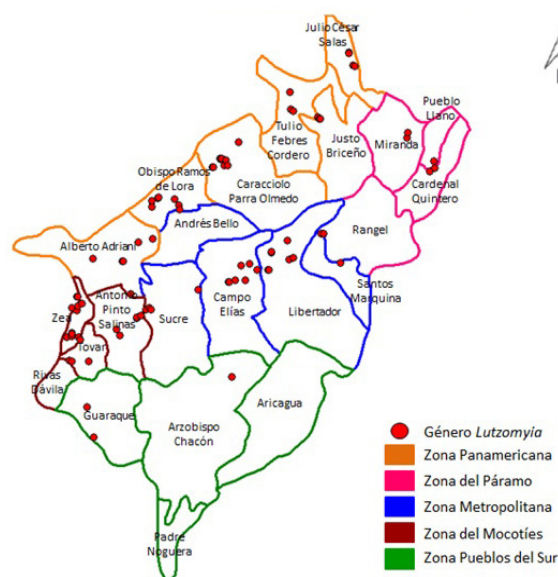 Julio César
Salas
Pueblo
Llano
Tulio
Febres
Cordero
Justo
Briceño
Miranda
Cardenal
Quintero
Obispo Ramos
de Lora
Caracciolo
Parra Olmedo
Andrés Bello
Rangel
Alberto Adriani
Santos
Marquina
Antonio
Pinto
Salinas
Zea
Sucre
Campo
Elías
Libertador
Tovar
Rivas
Dávila
Guaraque
Arzobispo
Chacón
Aricagua
Padre
Noguera
Género Lutzomyia
Zona Panamericana
Zona del Páramo
Zona Metropolitana
Zona del Mocotíes
Zona Pueblos del Sur